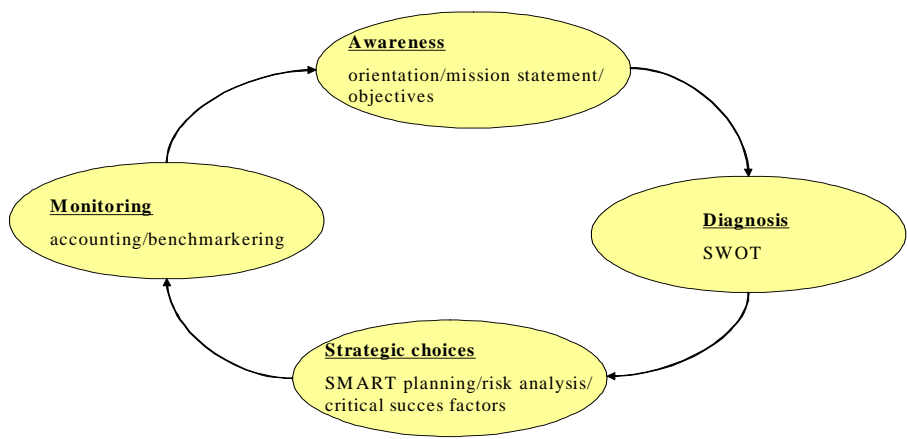 Awareness
orientation/mission statement/
objectives
Monitoring
accounting/benchmarkering
Diagnosis
SWOT
Strategic choices
SMART planning/risk analysis/
critical succes factors